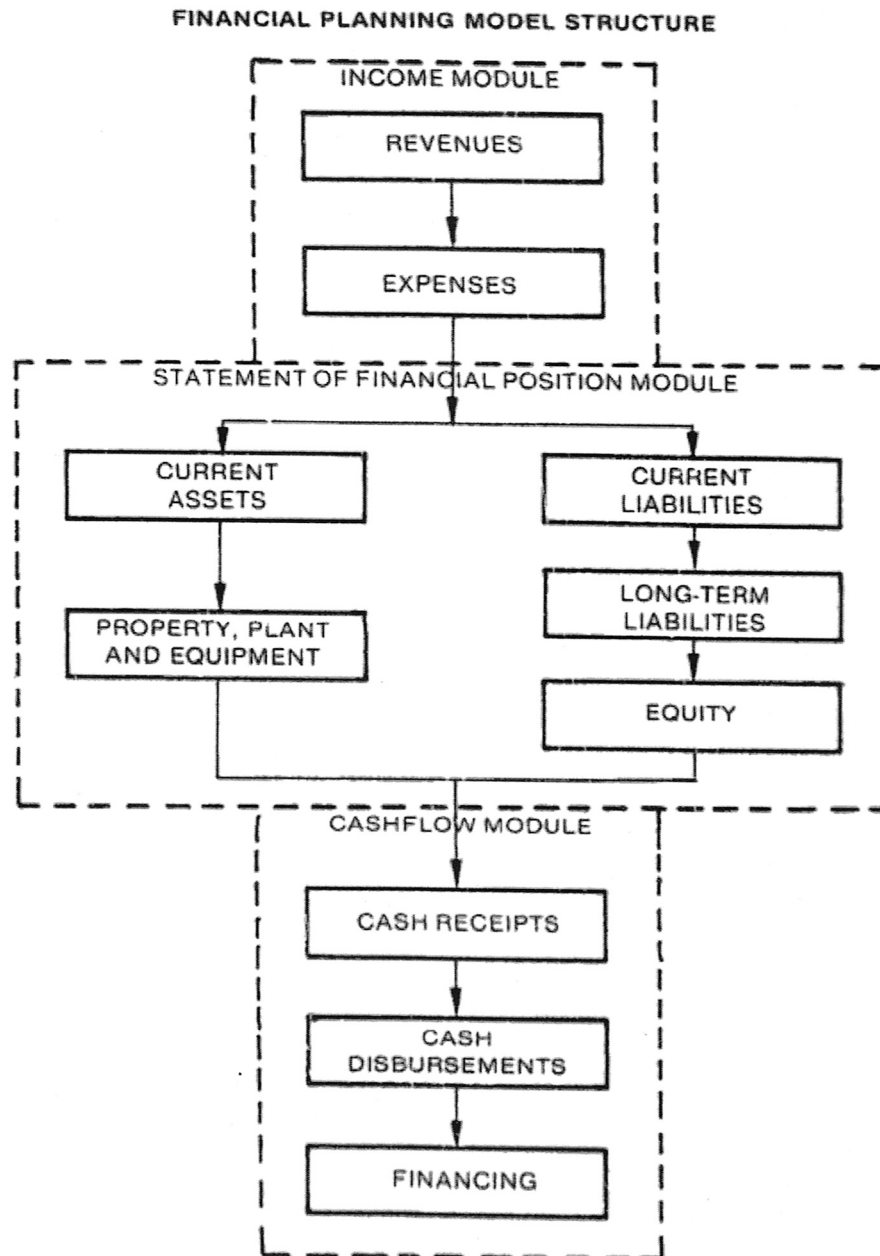 FINANCIAL PLANNING MODEL STRUCTURE
INCOME MODULE
REVENUES
EXPENSES
STATEMENT OF FINANCIAL POSITION MODULE
CURRENT
ASSETS
PROPERTY, PLANT
AND EQUIPMENT
CURRENT
LIABILITIES
LONG-TERM
LIABILITIES
EQUITY
CASHFLOW MODULE
CASH RECEIPTS
CASH
DISBURSEMENTS
FINANCING